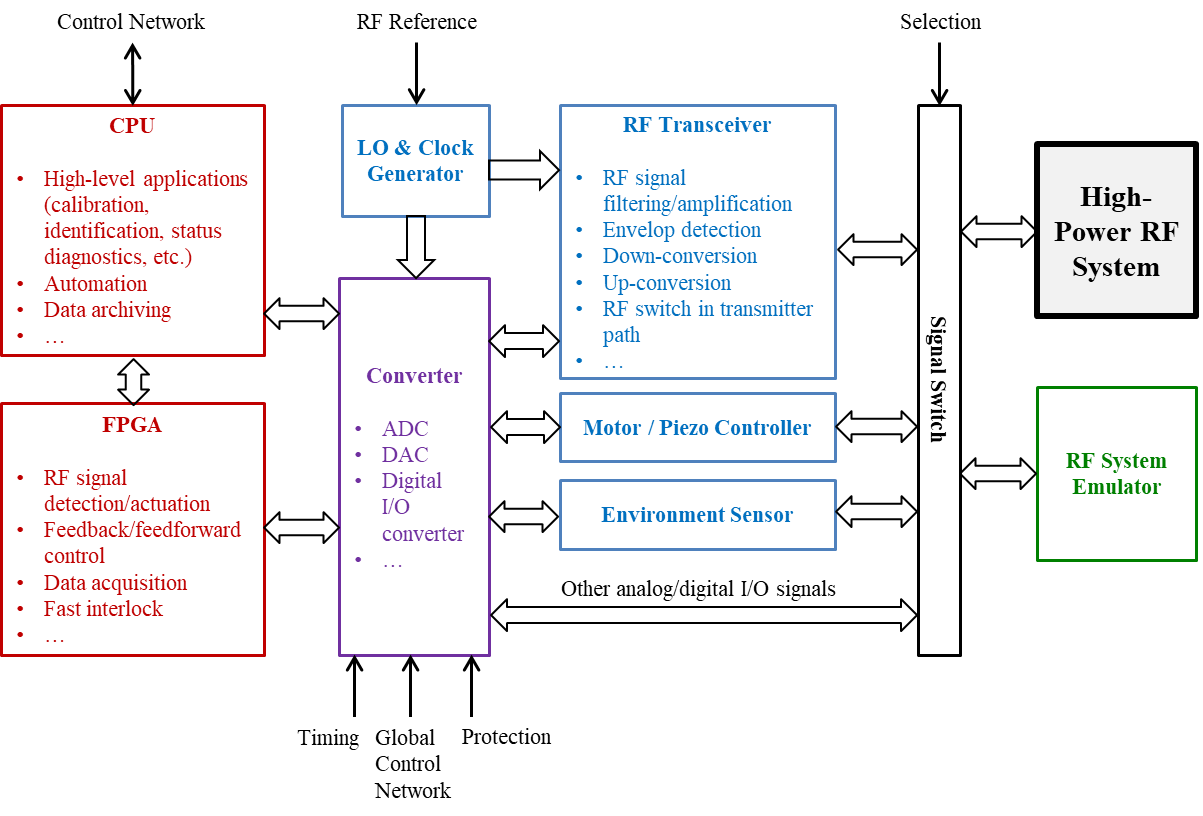 Control Network
RF Reference
Selection
CPU
• High-level applications
(calibration,
identification, status
diagnostics, etc.)
• Automation
• Data archiving
• …
FPGA
• RF signal
detection/actuation
• Feedback/feedforward
control
• Data acquisition
• Fast interlock
• …
LO & Clock
Generator
Converter
• ADC
• DAC
• Digital
I/O
converter
• …
RF Transceiver
• RF signal
filtering/amplification
• Envelop detection
• Down-conversion
• Up-conversion
• RF switch in transmitter
path
• …
Motor / Piezo Controller
Environment Sensor
Other analog/digital I/O signals
Signal Switch
High-
Power RF
System
RF System
Emulator
Timing
Global
Control
Network
Protection